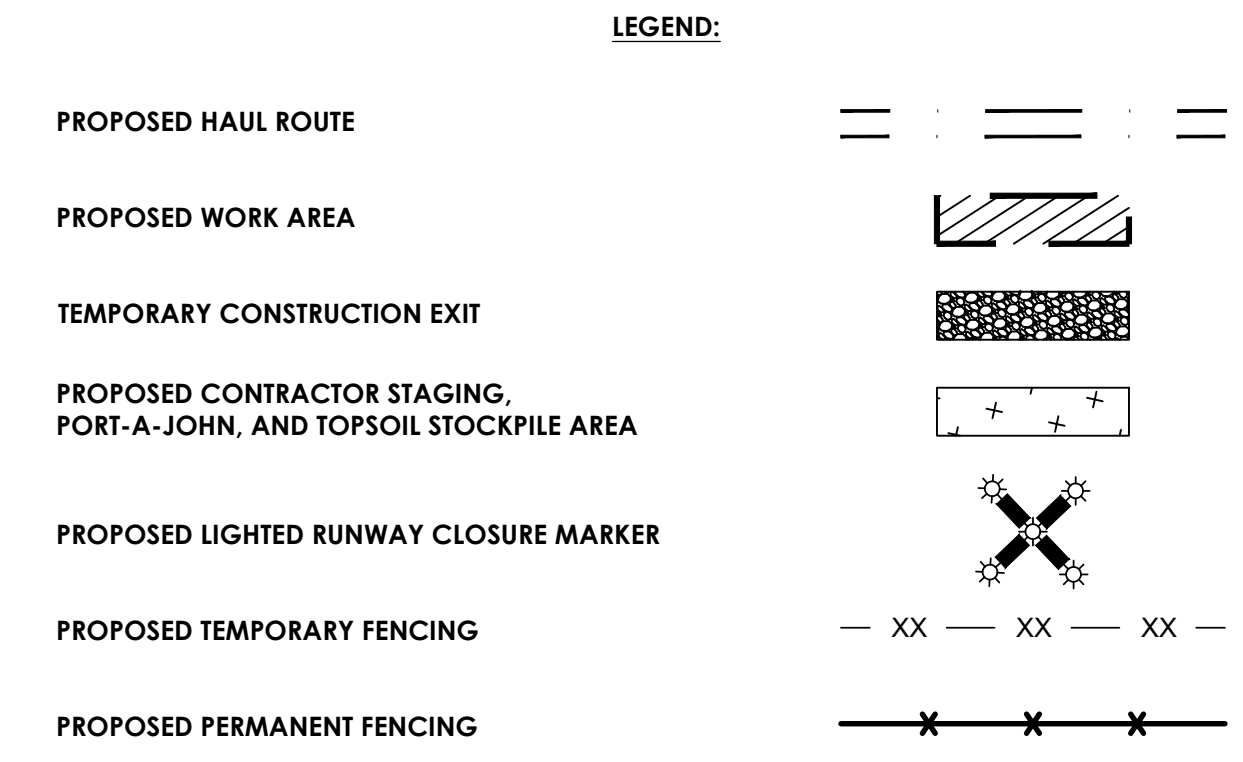 LEGEND:
PROPOSED HAUL ROUTE
PROPOSED WORK AREA
TEMPORARY CONSTRUCTION EXIT
PROPOSED CONTRACTOR STAGING,
PORT-A-JOHN, AND TOPSOIL STOCKPILE AREA
PROPOSED LIGHTED RUNWAY CLOSURE MARKER
PROPOSED TEMPORARY FENCING
XX XX XX
PROPOSED PERMANENT FENCING